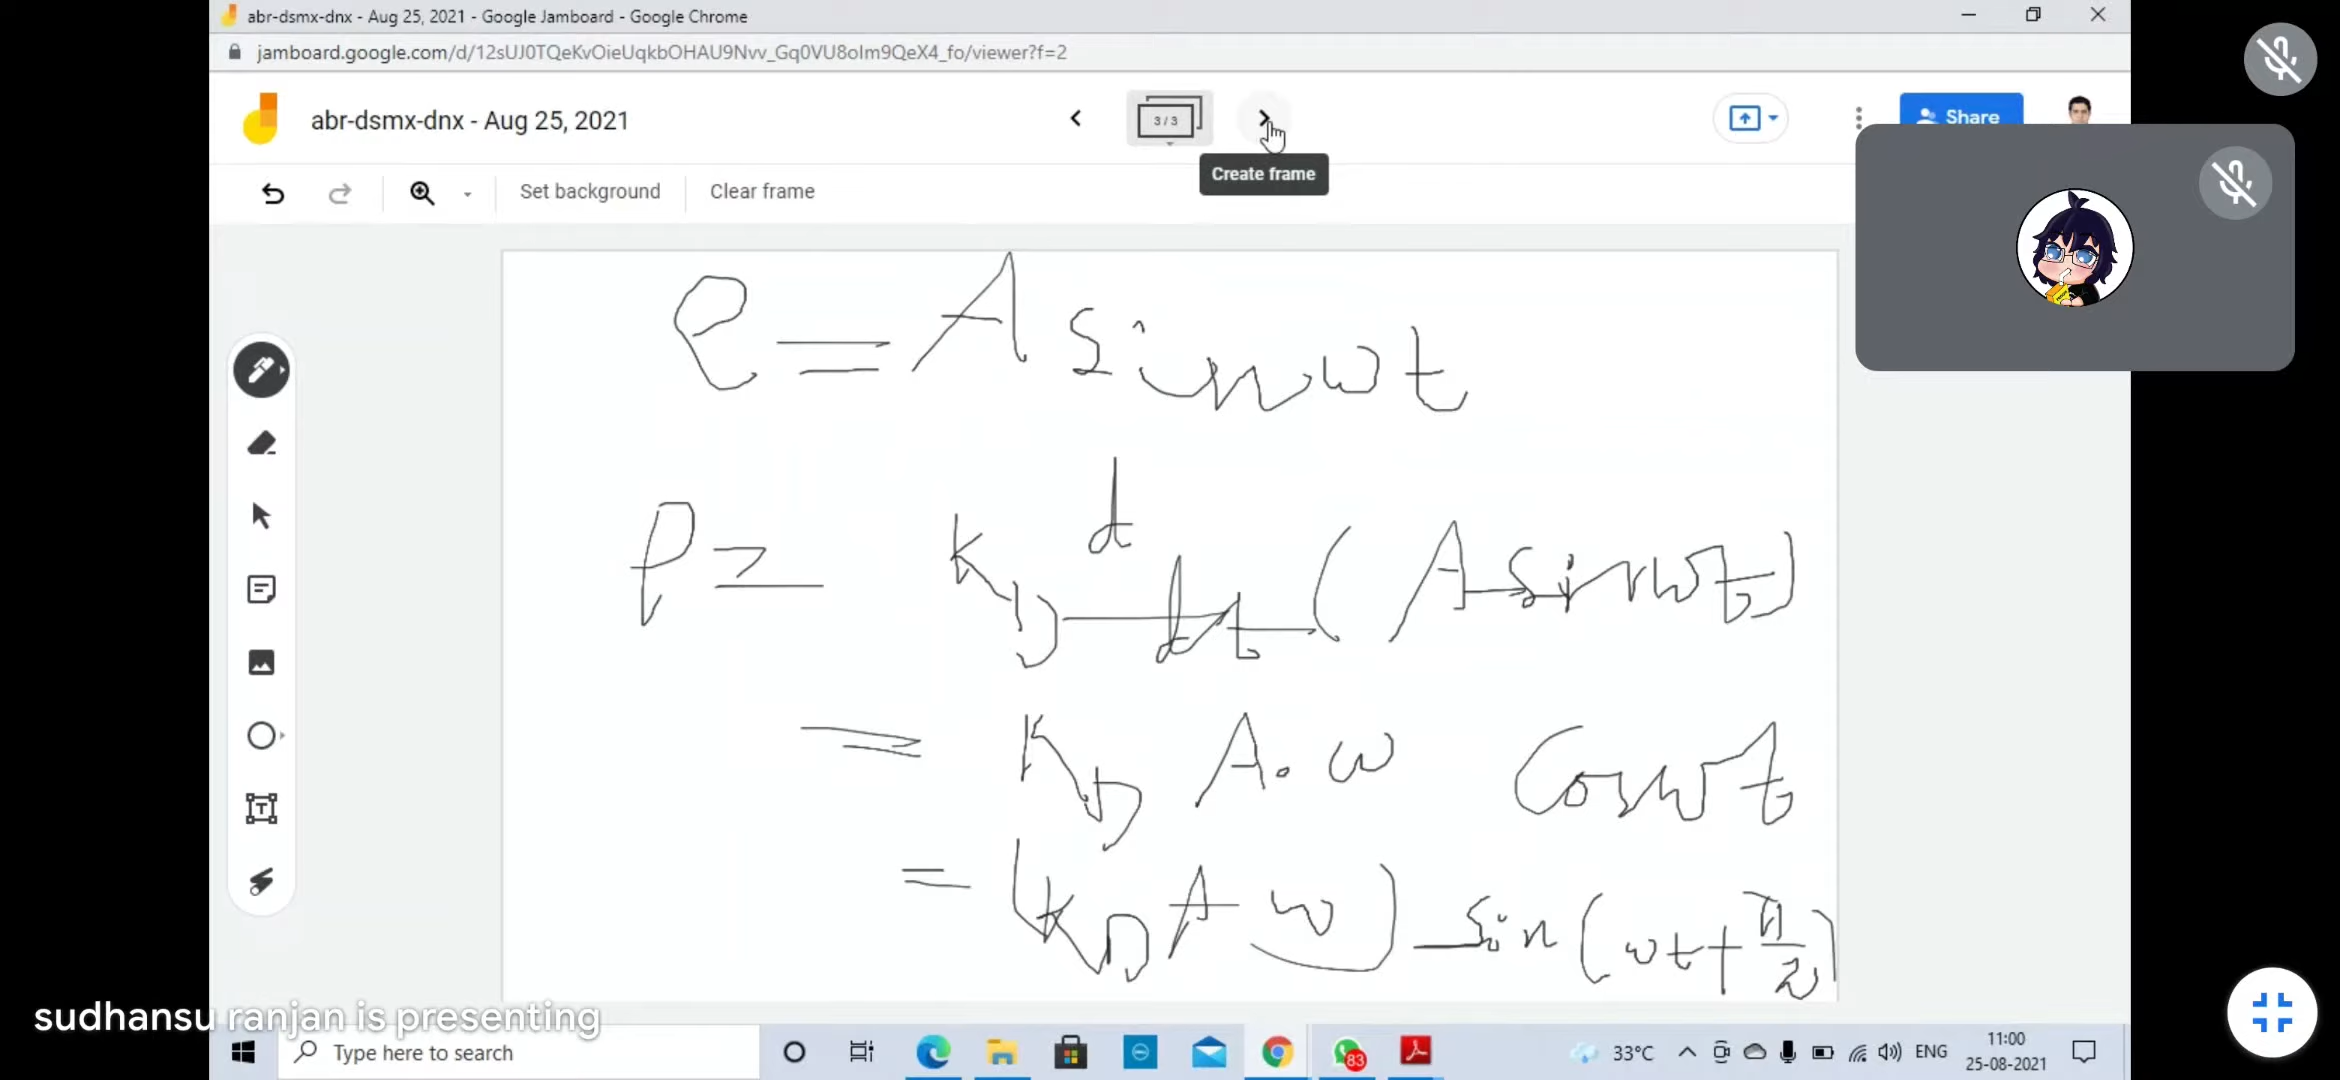 abr-dsmx-dnx - Aug 25, 2021 - Google Jamboard - Google Chrome
jamboard.google.com/d/12sUJ0TQeKvOieUqkbOHAU9Nvv_Gq0VU8oIm9QeX4_fo/viewer?f=2
abr-dsmx-dnx - Aug 25, 2021
3 / 3
Share
Create frame
Set background
Clear frame
e = A sin ωt
P = K_D d/dt (A sin ωt)
= K_D A . ω Cos ωt
= (K_D A ω) sin (ωt + π/2)
sudhansu ranjan is presenting
Type here to search
83
33°C
ENG
11:00
25-08-2021